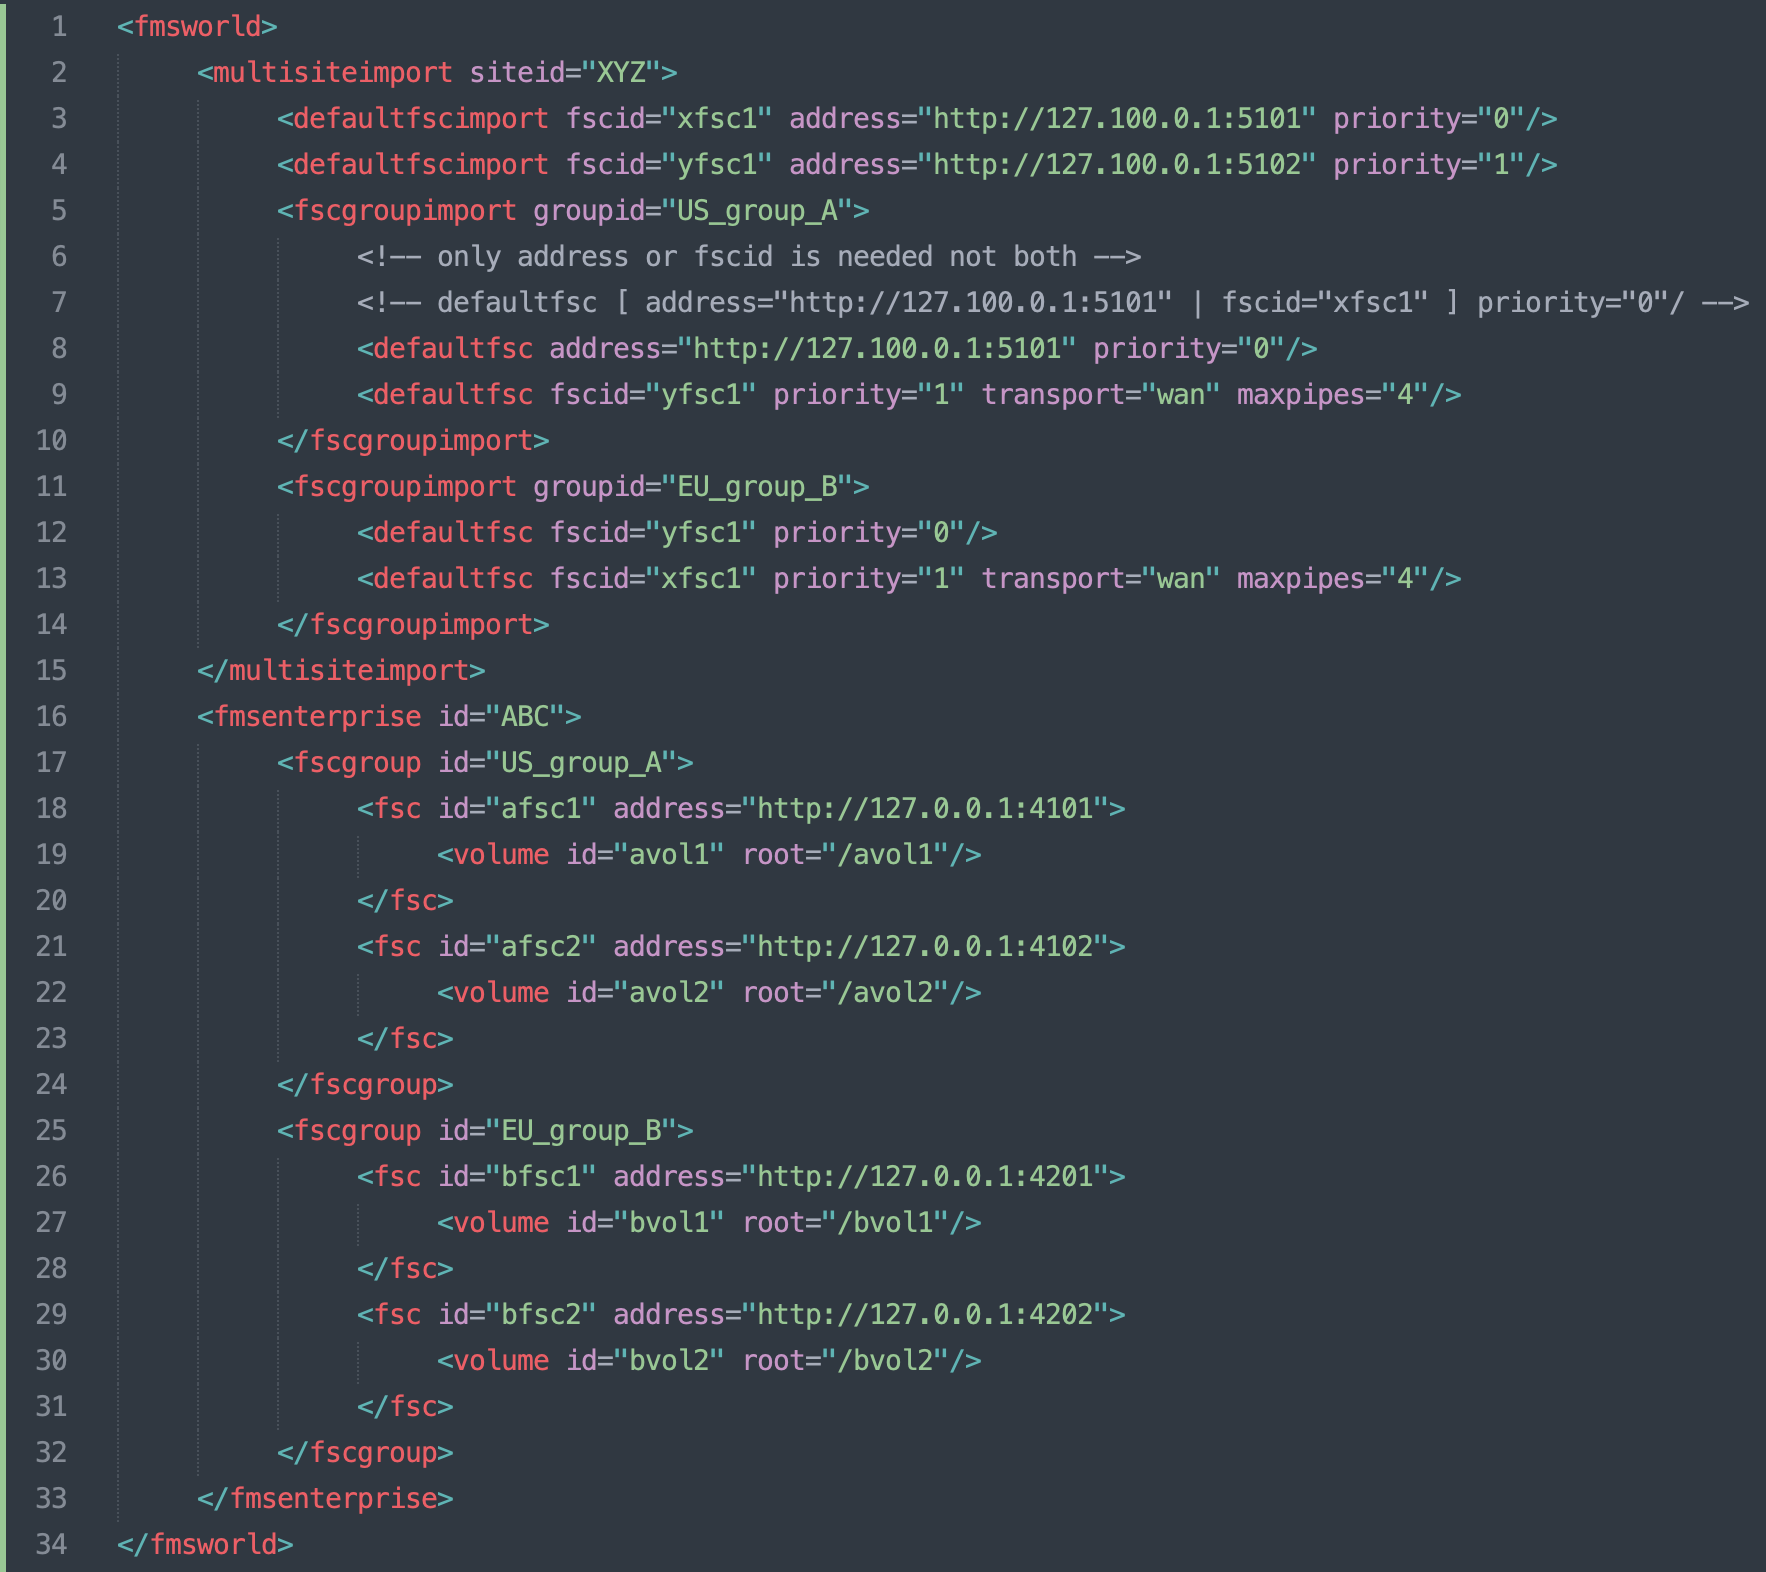 1 <fmsworld>
2 <multisiteimport siteid="XYZ">
3 <defaultfscimport fscid="xfsc1" address="http://127.100.0.1:5101" priority="0"/>
4 <defaultfscimport fscid="yfsc1" address="http://127.100.0.1:5102" priority="1"/>
5 <fscgroupimport groupid="US_group_A">
6 <!-- only address or fscid is needed not both -->
7 <!-- defaultfsc [ address="http://127.100.0.1:5101" | fscid="xfsc1" ] priority="0"/ -->
8 <defaultfsc address="http://127.100.0.1:5101" priority="0"/>
9 <defaultfsc fscid="yfsc1" priority="1" transport="wan" maxpipes="4"/>
10 </fscgroupimport>
11 <fscgroupimport groupid="EU_group_B">
12 <defaultfsc fscid="yfsc1" priority="0"/>
13 <defaultfsc fscid="xfsc1" priority="1" transport="wan" maxpipes="4"/>
14 </fscgroupimport>
15 </multisiteimport>
16 <fmsenterprise id="ABC">
17 <fscgroup id="US_group_A">
18 <fsc id="afsc1" address="http://127.0.0.1:4101">
19 <volume id="avol1" root="/avol1"/>
20 </fsc>
21 <fsc id="afsc2" address="http://127.0.0.1:4102">
22 <volume id="avol2" root="/avol2"/>
23 </fsc>
24 </fscgroup>
25 <fscgroup id="EU_group_B">
26 <fsc id="bfsc1" address="http://127.0.0.1:4201">
27 <volume id="bvol1" root="/bvol1"/>
28 </fsc>
29 <fsc id="bfsc2" address="http://127.0.0.1:4202">
30 <volume id="bvol2" root="/bvol2"/>
31 </fsc>
32 </fscgroup>
33 </fmsenterprise>
34 </fmsworld>